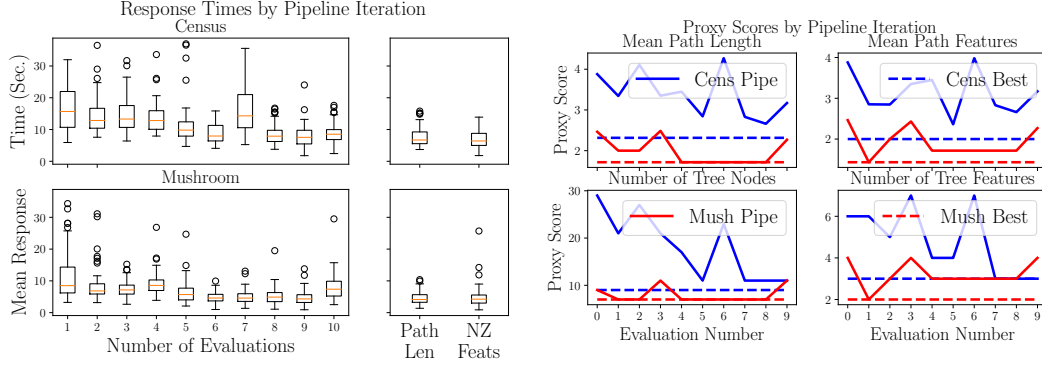 Response Times by Pipeline Iteration
Census
Time (Sec.)
30
20
10
0
Mushroom
Mean Response
30
20
10
0
1 2 3 4 5 6 7 8 9 10
Number of Evaluations
Path Len
NZ Feats
Proxy Scores by Pipeline Iteration
Mean Path Length
Mean Path Features
Proxy Score
4
3
2
Cens Pipe
4
3
2
Cens Best
Number of Tree Nodes
Number of Tree Features
Proxy Score
30
20
10
Mush Pipe
6
4
2
Mush Best
0 1 2 3 4 5 6 7 8 9
0 1 2 3 4 5 6 7 8 9
Evaluation Number
Evaluation Number